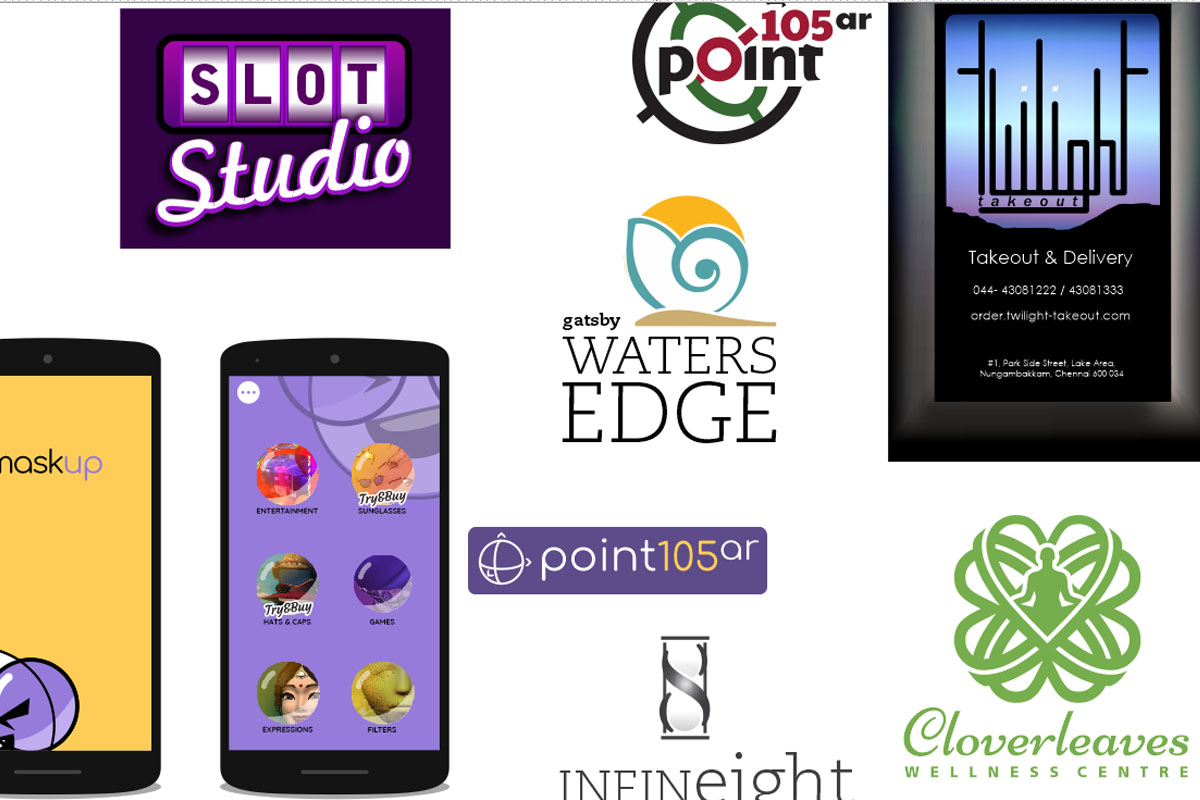 SLOT
Studio
105ar
point
twilight
takeout
Takeout & Delivery
044- 43081222 / 43081333
order.twilight-takeout.com
#1, Park Side Street, Lake Area,
Nungambakkam, Chennai 600 034
gatsby
WATERS
EDGE
maskup
ENTERTAINMENT
Try&Buy
SUNGLASSES
Try&Buy
HATS & CAPS
GAMES
EXPRESSIONS
FILTERS
point105ar
INFINeight
Cloverleaves
WELLNESS CENTRE